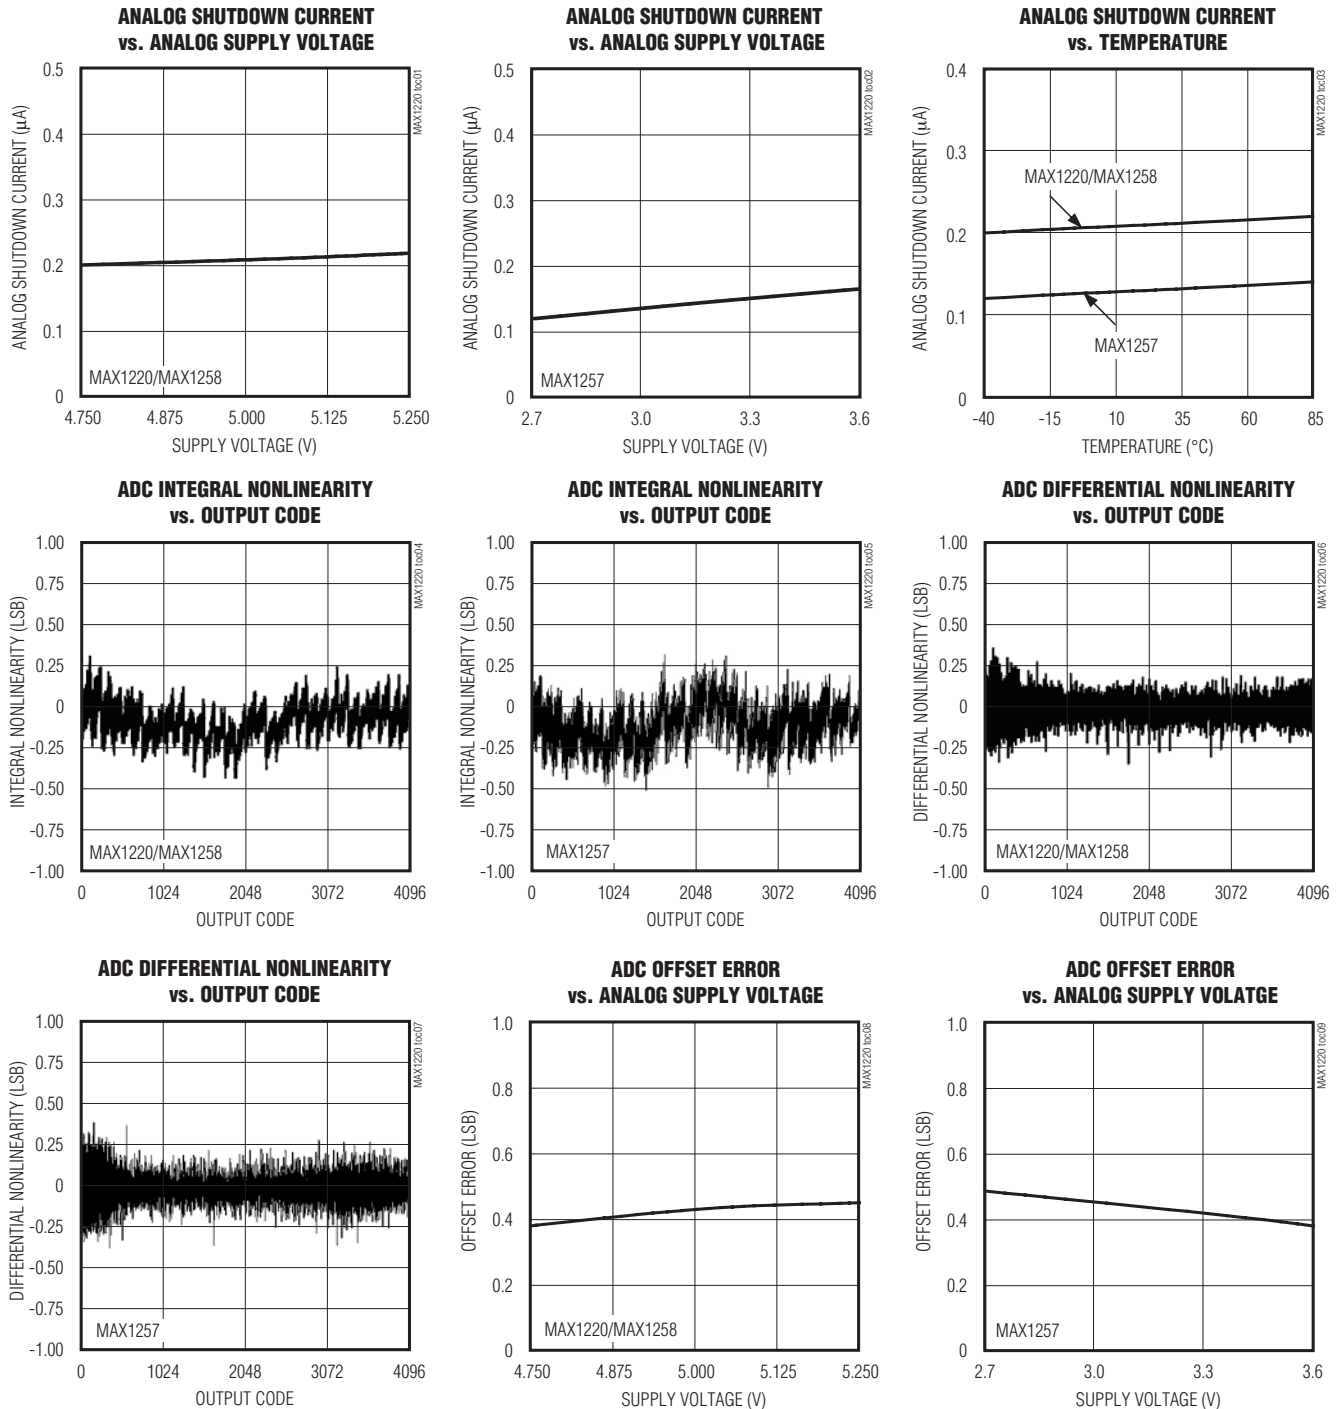 ANALOG SHUTDOWN CURRENT
vs. ANALOG SUPPLY VOLTAGE
MAX1220 toc01
ANALOG SHUTDOWN CURRENT (µA)
0.5
0.4
0.3
0.2
0.1
0
MAX1220/MAX1258
4.750 4.875 5.000 5.125 5.250
SUPPLY VOLTAGE (V)
ANALOG SHUTDOWN CURRENT
vs. ANALOG SUPPLY VOLTAGE
MAX1220 toc02
ANALOG SHUTDOWN CURRENT (µA)
0.5
0.4
0.3
0.2
0.1
0
MAX1257
2.7 3.0 3.3 3.6
SUPPLY VOLTAGE (V)
ANALOG SHUTDOWN CURRENT
vs. TEMPERATURE
MAX1220 toc03
ANALOG SHUTDOWN CURRENT (µA)
0.4
0.3
0.2
0.1
0
MAX1220/MAX1258
MAX1257
-40 -15 10 35 60 85
TEMPERATURE (°C)
ADC INTEGRAL NONLINEARITY
vs. OUTPUT CODE
MAX1220 toc04
INTEGRAL NONLINEARITY (LSB)
1.00
0.75
0.50
0.25
0
-0.25
-0.50
-0.75
-1.00
MAX1220/MAX1258
0 1024 2048 3072 4096
OUTPUT CODE
ADC INTEGRAL NONLINEARITY
vs. OUTPUT CODE
MAX1220 toc05
INTEGRAL NONLINEARITY (LSB)
1.00
0.75
0.50
0.25
0
-0.25
-0.50
-0.75
-1.00
MAX1257
0 1024 2048 3072 4096
OUTPUT CODE
ADC DIFFERENTIAL NONLINEARITY
vs. OUTPUT CODE
MAX1220 toc06
DIFFERENTIAL NONLINEARITY (LSB)
1.00
0.75
0.50
0.25
0
-0.25
-0.50
-0.75
-1.00
MAX1220/MAX1258
0 1024 2048 3072 4096
OUTPUT CODE
ADC DIFFERENTIAL NONLINEARITY
vs. OUTPUT CODE
MAX1220 toc07
DIFFERENTIAL NONLINEARITY (LSB)
1.00
0.75
0.50
0.25
0
-0.25
-0.50
-0.75
-1.00
MAX1257
0 1024 2048 3072 4096
OUTPUT CODE
ADC OFFSET ERROR
vs. ANALOG SUPPLY VOLTAGE
MAX1220 toc08
OFFSET ERROR (LSB)
1.0
0.8
0.6
0.4
0.2
0
MAX1220/MAX1258
4.750 4.875 5.000 5.125 5.250
SUPPLY VOLTAGE (V)
ADC OFFSET ERROR
vs. ANALOG SUPPLY VOLATGE
MAX1220 toc09
OFFSET ERROR (LSB)
1.0
0.8
0.6
0.4
0.2
0
MAX1257
2.7 3.0 3.3 3.6
SUPPLY VOLTAGE (V)